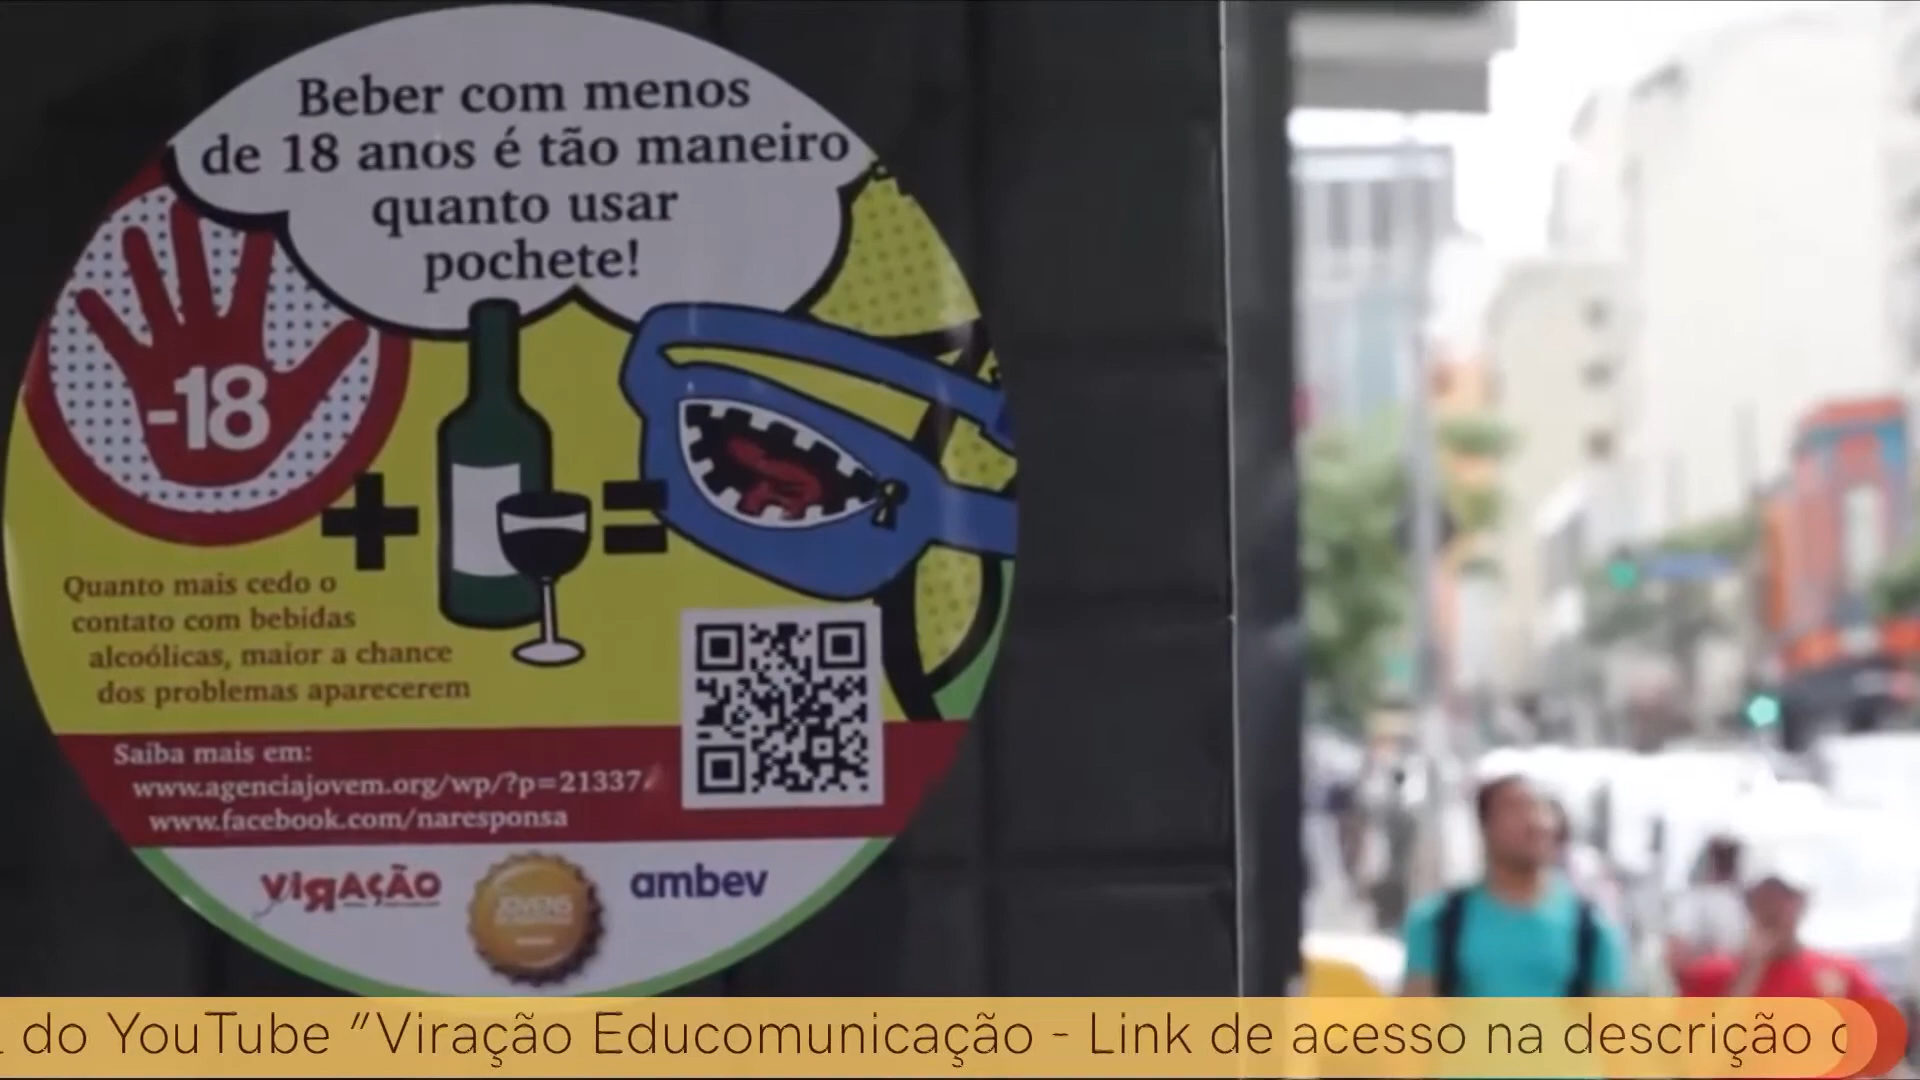 Beber com menos
de 18 anos é tão maneiro
quanto usar
pochete!
-18
+
=
Quanto mais cedo o
contato com bebidas
alcoólicas, maior a chance
dos problemas aparecerem
Saiba mais em:
www.agenciajovem.org/wp/?p=21337
www.facebook.com/naresponsa
VIRAÇÃO
JOVENS
ambev
do YouTube "Viração Educomunicação - Link de acesso na descrição